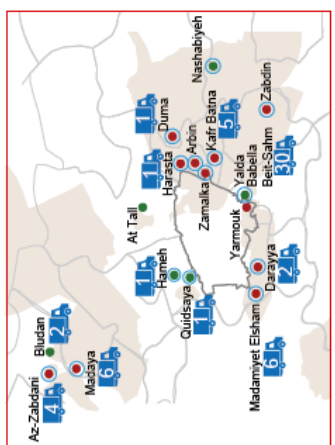 Az-Zabdani
4
Bludan
2
Madaya
6
At Tall
Hameh
1
Quidsaya
1
Harasta
1
Duma
1
Arbin
Zamalka
Kafr Batna
5
Nashabiyeh
Zabdin
Yalda
Babella
Beit-Sahm
30
Yarmouk
Darayya
2
Madamiyet Elsham
6